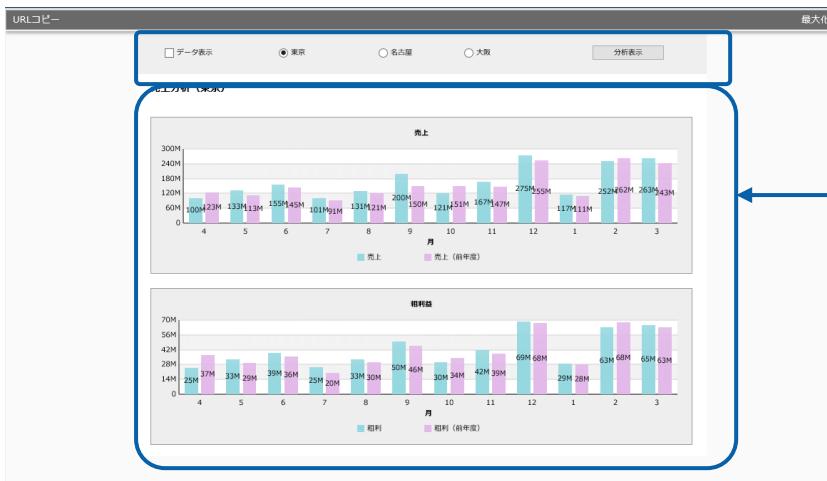 URLコピー 最大化
データ表示 東京 名古屋 大阪 分析表示
売上分析（東京）
売上
300M
240M
180M
120M
60M
0
100M 123M 133M 113M 155M 145M 101M 91M 131M 121M 200M 150M 121M 151M 167M 147M 275M 255M 117M 111M 252M 262M 263M 243M
4 5 6 7 8 9 10 11 12 1 2 3
月
売上 売上（前年度）
粗利益
70M
56M
42M
28M
14M
0
25M 37M 33M 29M 39M 36M 25M 20M 33M 30M 50M 46M 30M 34M 42M 39M 69M 68M 29M 28M 63M 68M 65M 63M
4 5 6 7 8 9 10 11 12 1 2 3
月
粗利 粗利（前年度）